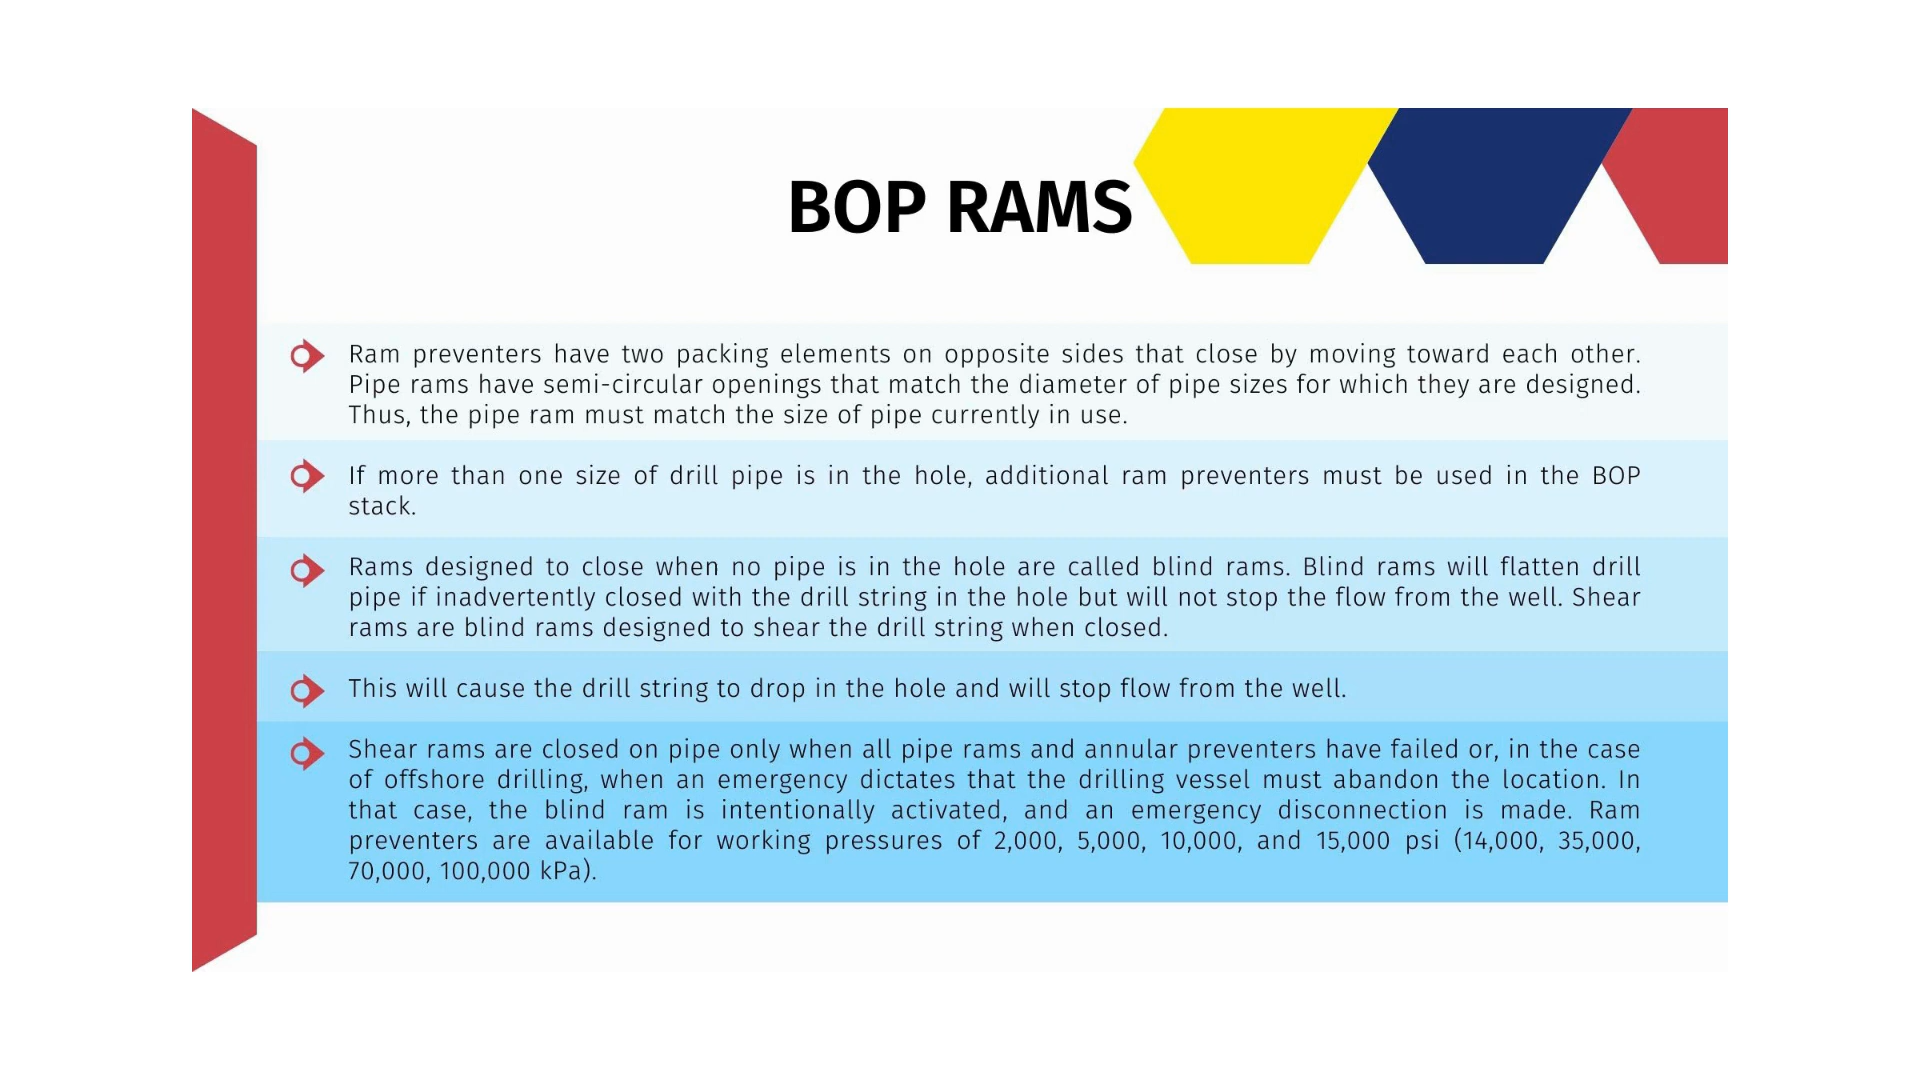 BOP RAMS
Ram preventers have two packing elements on opposite sides that close by moving toward each other.
Pipe rams have semi-circular openings that match the diameter of pipe sizes for which they are designed.
Thus, the pipe ram must match the size of pipe currently in use.
If more than one size of drill pipe is in the hole, additional ram preventers must be used in the BOP
stack.
Rams designed to close when no pipe is in the hole are called blind rams. Blind rams will flatten drill
pipe if inadvertently closed with the drill string in the hole but will not stop the flow from the well. Shear
rams are blind rams designed to shear the drill string when closed.
This will cause the drill string to drop in the hole and will stop flow from the well.
Shear rams are closed on pipe only when all pipe rams and annular preventers have failed or, in the case
of offshore drilling, when an emergency dictates that the drilling vessel must abandon the location. In
that case, the blind ram is intentionally activated, and an emergency disconnection is made. Ram
preventers are available for working pressures of 2,000, 5,000, 10,000, and 15,000 psi (14,000, 35,000,
70,000, 100,000 kPa).